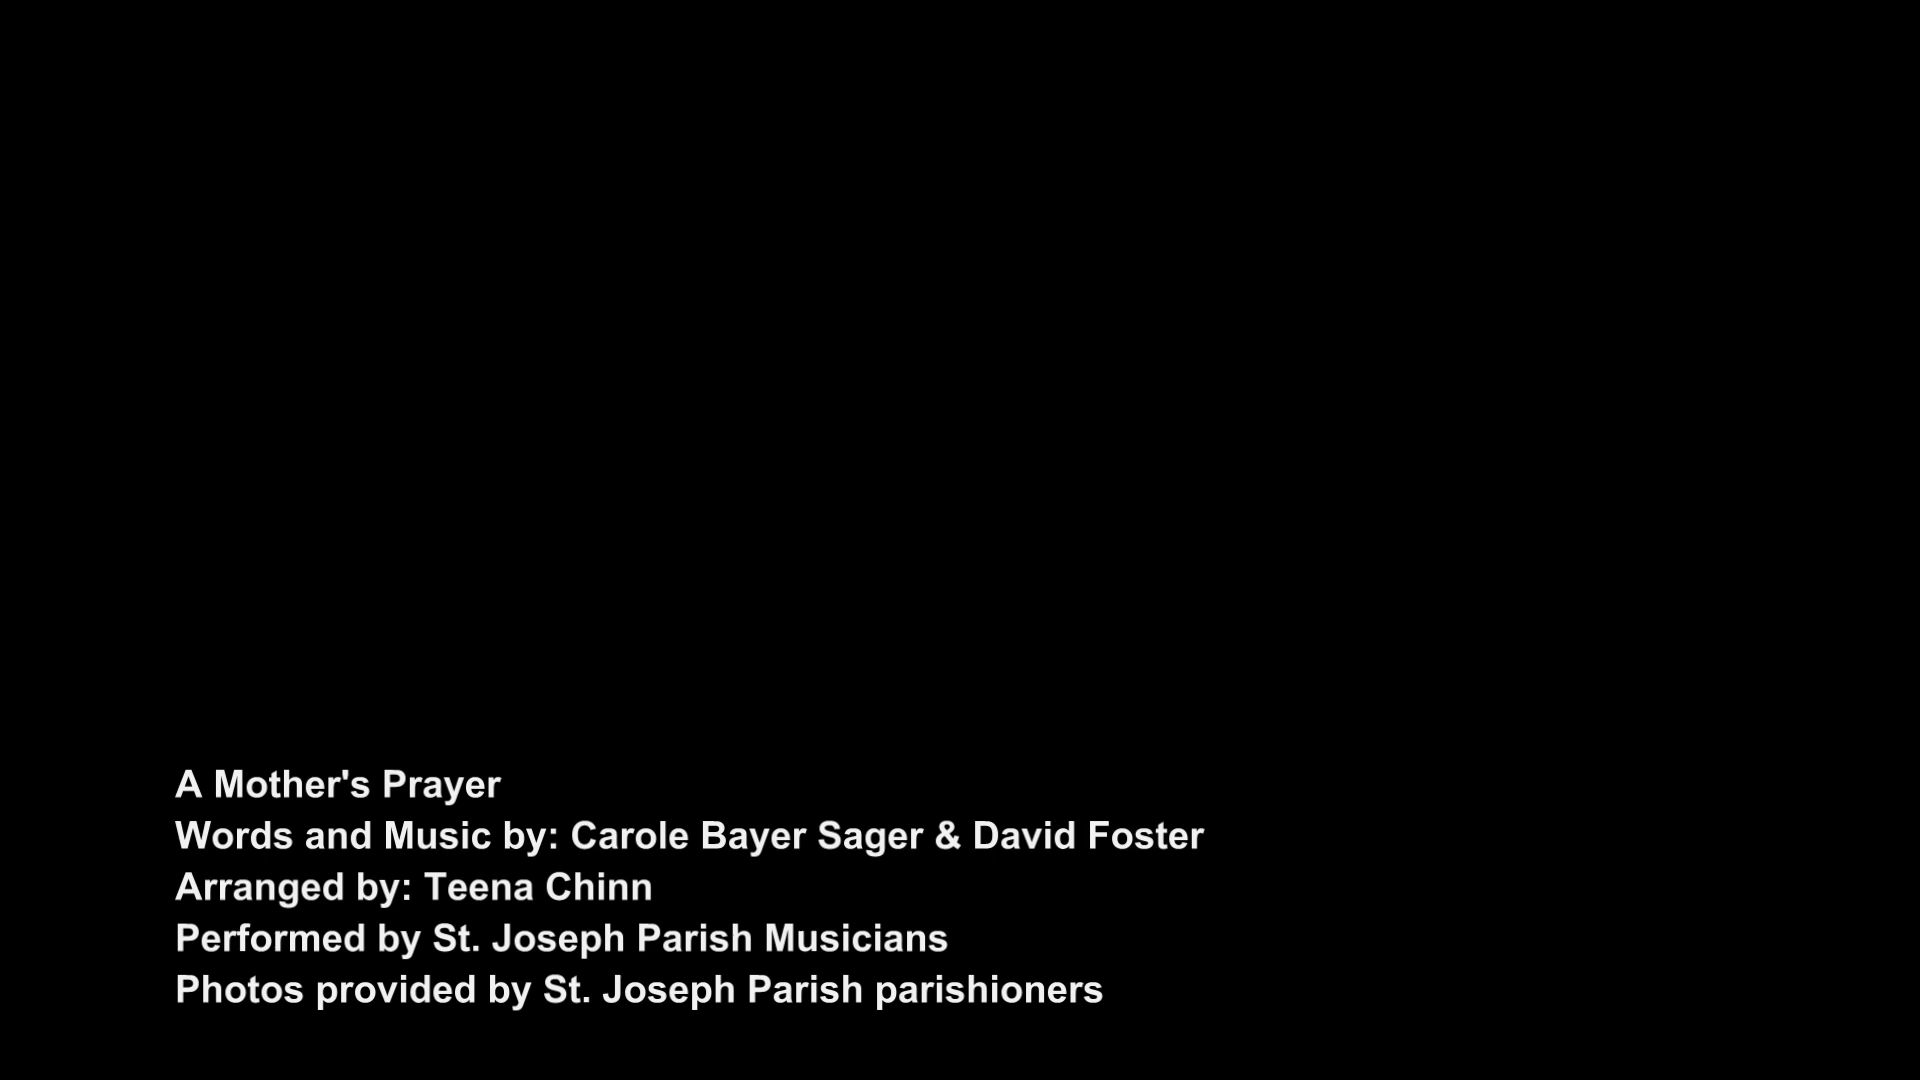 A Mother's Prayer
Words and Music by: Carole Bayer Sager & David Foster
Arranged by: Teena Chinn
Performed by St. Joseph Parish Musicians
Photos provided by St. Joseph Parish parishioners